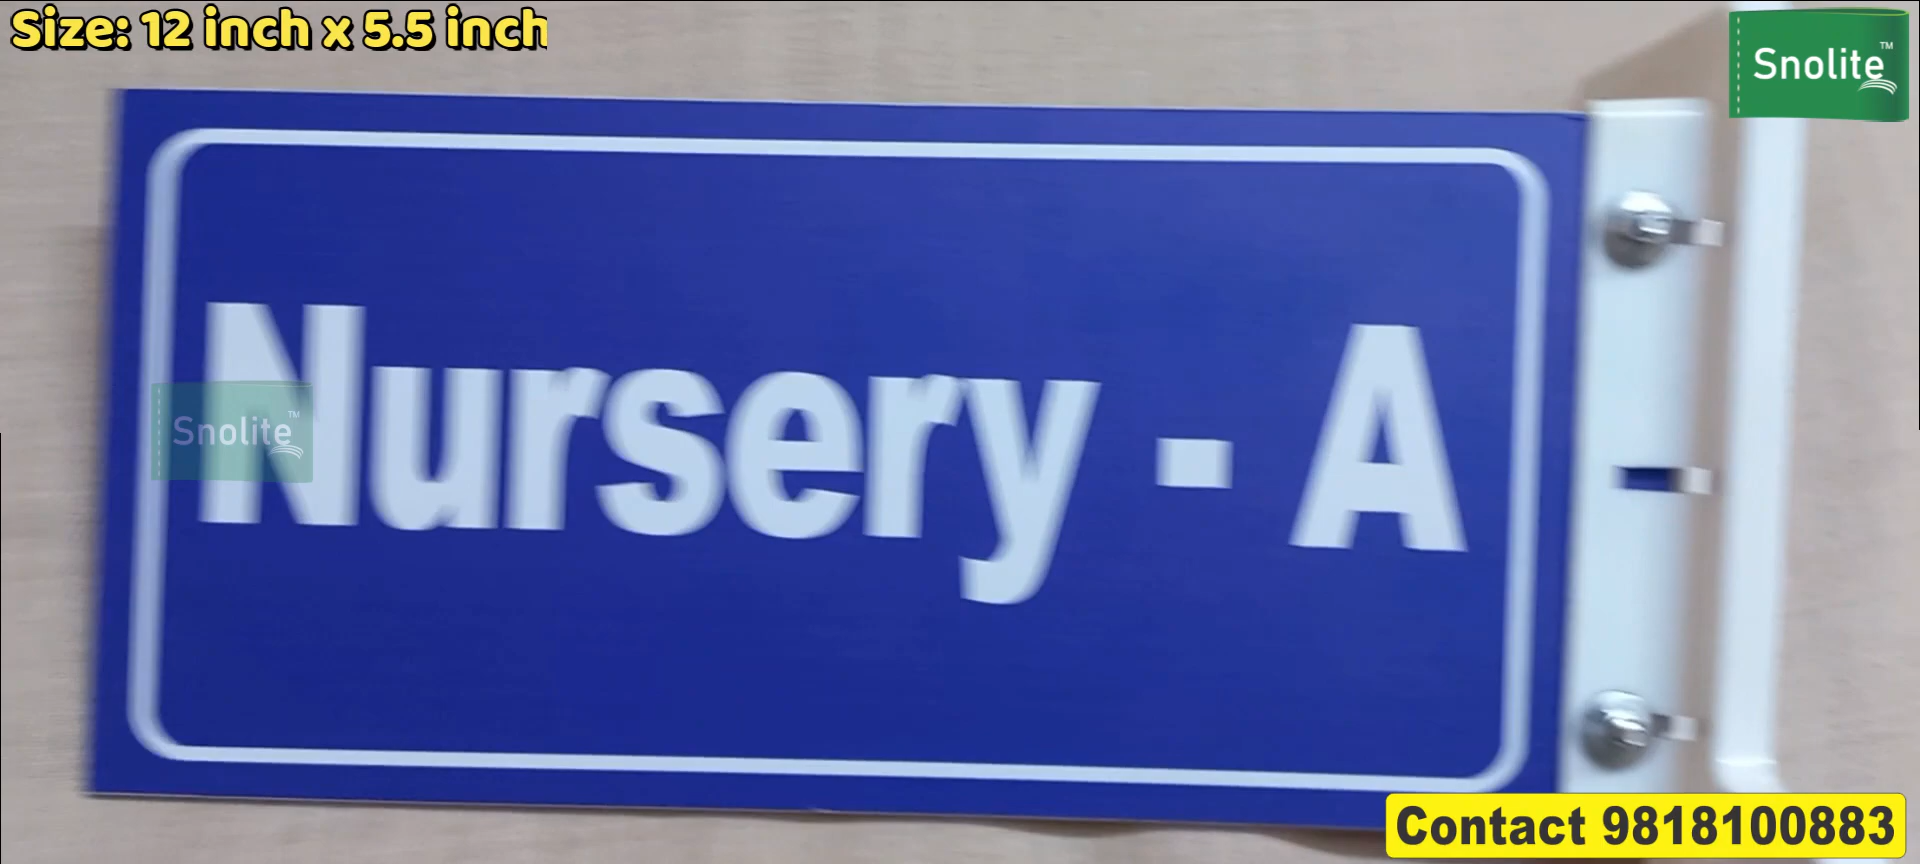 Size: 12 inch x 5.5 inch
Snolite™
Nursery - A
Snolite™
Contact 9818100883